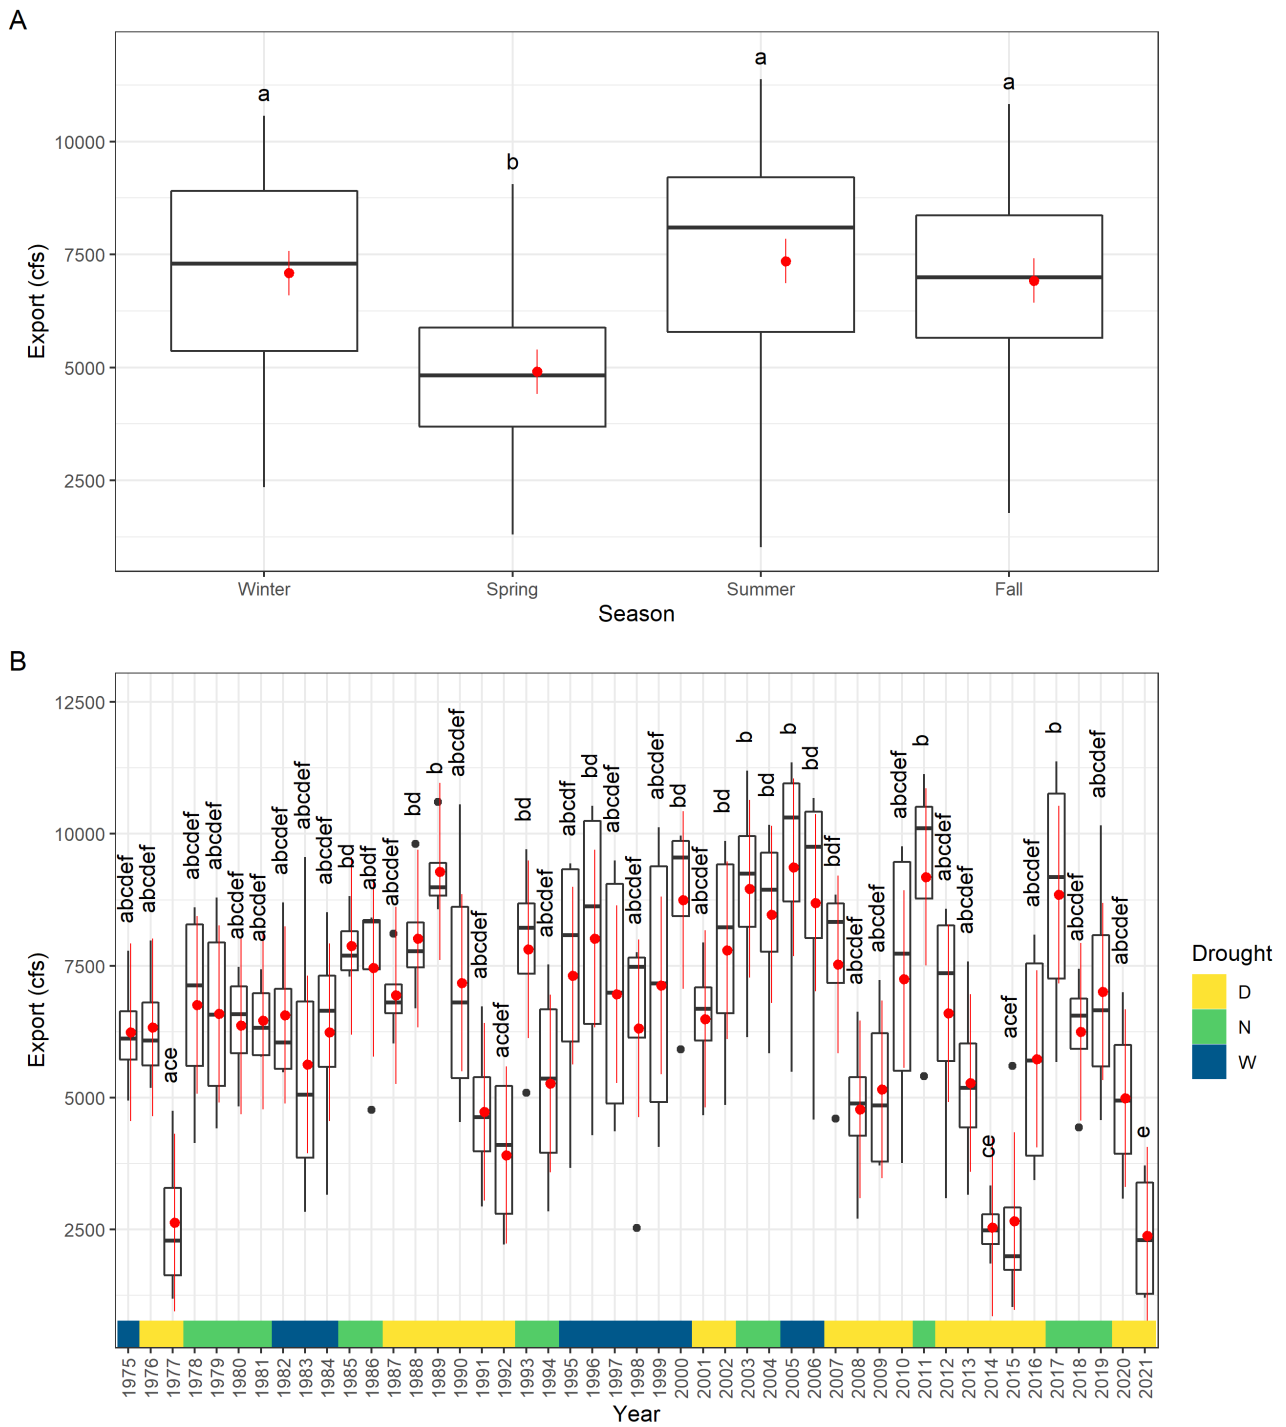 A
a
a
a
b
10000
7500
5000
2500
Export (cfs)
Winter
Spring
Summer
Fall
Season
B
12500
10000
7500
5000
2500
Export (cfs)
abcdef
abcdef
ace
abcdef
abcdef
abcdef
abcdef
abcdef
abcdef
abcdef
bd
abdf
abcdef
bd
b
abcdef
abcdef
acdef
bd
abcdef
abcdf
bd
abcdef
abcdef
abcdef
bd
abcdef
bd
b
bd
b
bd
bdf
abcdef
abcdef
abcdef
b
abcdef
abcdef
ce
acef
abcdef
b
abcdef
abcdef
abcdef
e
Drought
D
N
W
1975
1976
1977
1978
1979
1980
1981
1982
1983
1984
1985
1986
1987
1988
1989
1990
1991
1992
1993
1994
1995
1996
1997
1998
1999
2000
2001
2002
2003
2004
2005
2006
2007
2008
2009
2010
2011
2012
2013
2014
2015
2016
2017
2018
2019
2020
2021
Year